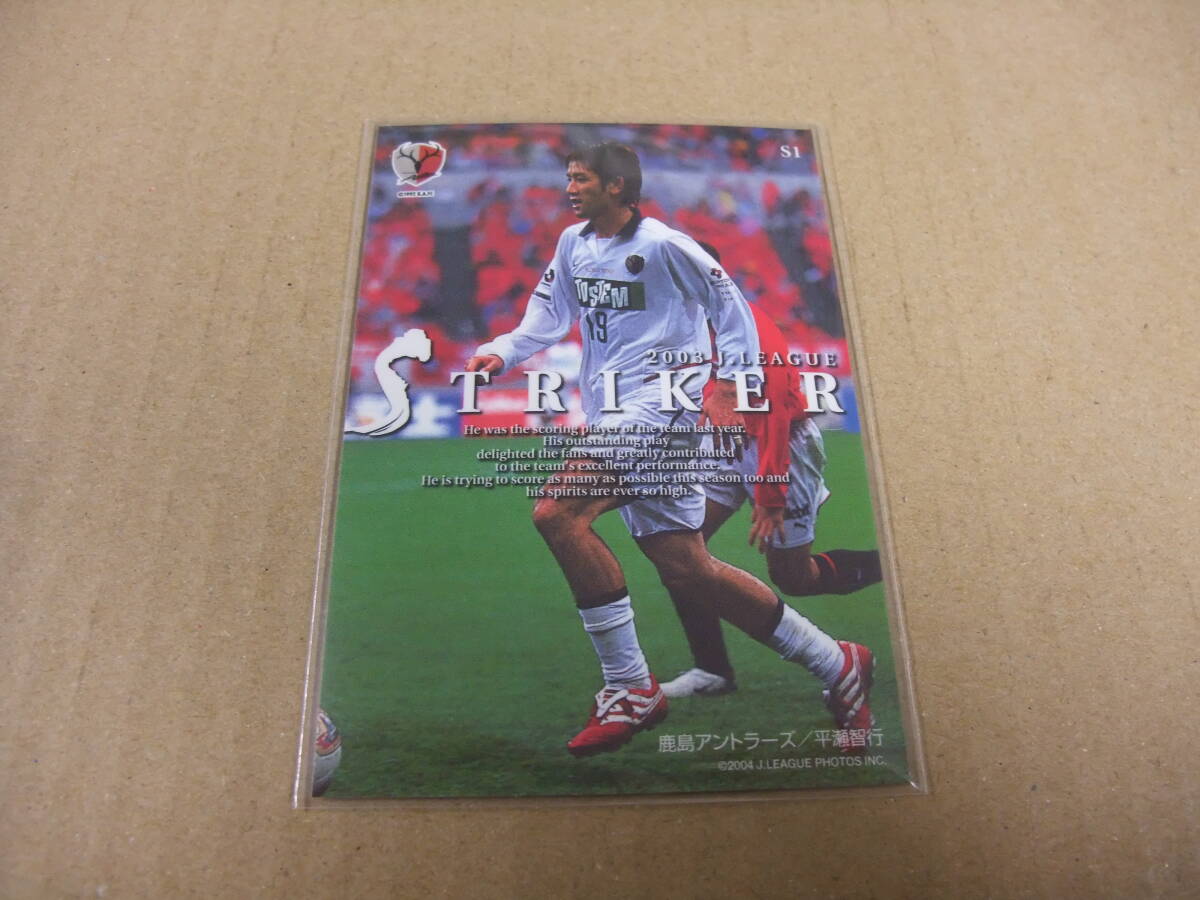 S1
TOSTEM
19
2003 J.LEAGUE
STRIKER
He was the scoring player of the team last year.
His outstanding play
delighted the fans and greatly contributed
to the team's excellent performance.
He is trying to score as many as possible this season too and
his spirits are ever so high.
鹿島アントラーズ／平瀬智行
©2004 J.LEAGUE PHOTOS INC.